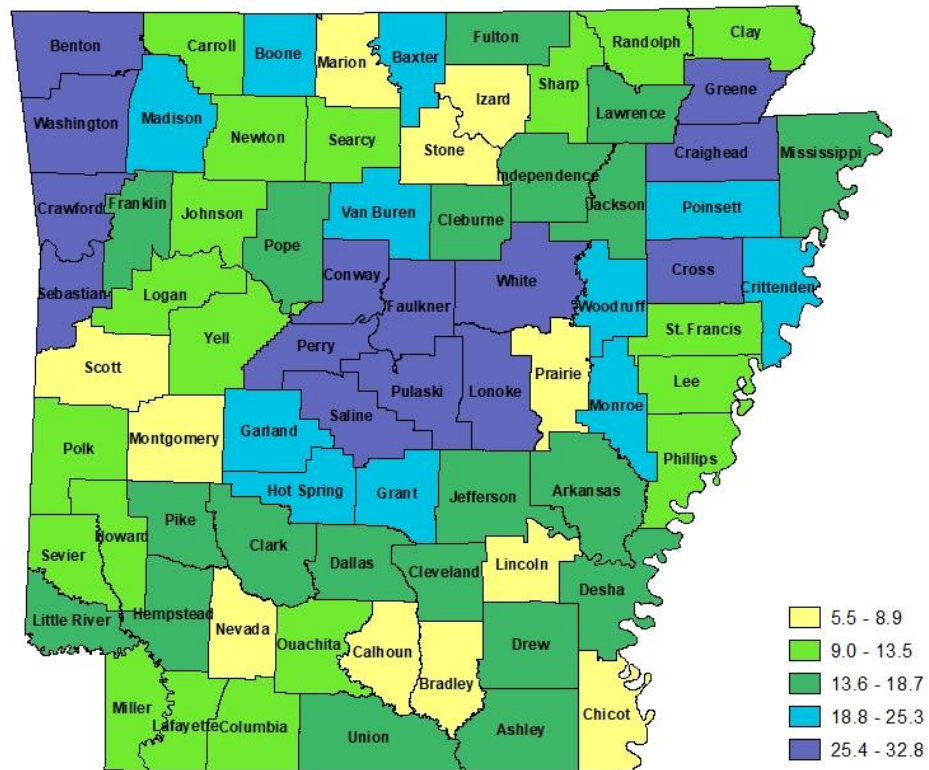 Benton
Carroll
Boone
Marion
Baxter
Fulton
Randolph
Clay
Sharp
Izard
Greene
Lawrence
Washington
Madison
Newton
Searcy
Stone
Craighead
Mississippi
Independence
Crawford
Franklin
Johnson
Van Buren
Cleburne
Jackson
Poinsett
Pope
Sebastian
Logan
Conway
Faulkner
White
Woodruff
Cross
Crittenden
Yell
Perry
St. Francis
Scott
Pulaski
Lonoke
Prairie
Lee
Saline
Monroe
Montgomery
Garland
Polk
Phillips
Hot Spring
Grant
Jefferson
Arkansas
Pike
Howard
Clark
Sevier
Dallas
Cleveland
Lincoln
Desha
Little River
Hempstead
Nevada
Ouachita
Calhoun
Drew
Bradley
Miller
Lafayette
Columbia
Union
Ashley
Chicot
5.5 - 8.9
9.0 - 13.5
13.6 - 18.7
18.8 - 25.3
25.4 - 32.8